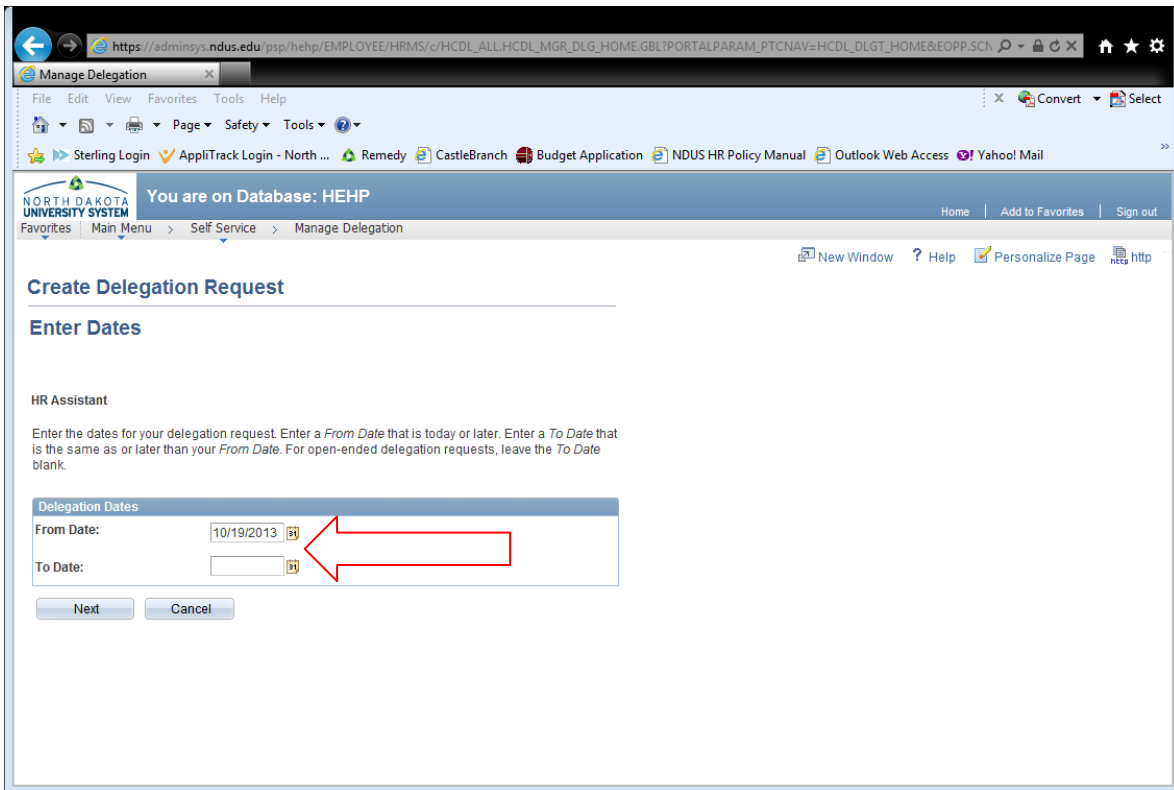 https://adminsys.ndus.edu/psp/hehp/EMPLOYEE/HRMS/c/HCDL_ALL.HCDL_MGR_DLG_HOME.GBL?PORTALPARAM_PTCNAV=HCDL_DLGT_HOME&EOPP.SCN
Manage Delegation
File Edit View Favorites Tools Help
Convert Select
Page Safety Tools
Sterling Login AppliTrack Login - North ... Remedy CastleBranch Budget Application NDUS HR Policy Manual Outlook Web Access Yahoo! Mail
NORTH DAKOTA
UNIVERSITY SYSTEM
You are on Database: HEHP
Home | Add to Favorites | Sign out
Favorites Main Menu > Self Service > Manage Delegation
New Window ? Help Personalize Page http
Create Delegation Request
Enter Dates
HR Assistant
Enter the dates for your delegation request. Enter a From Date that is today or later. Enter a To Date that
is the same as or later than your From Date. For open-ended delegation requests, leave the To Date
blank.
Delegation Dates
From Date: 10/19/2013 31
To Date: 31
Next Cancel